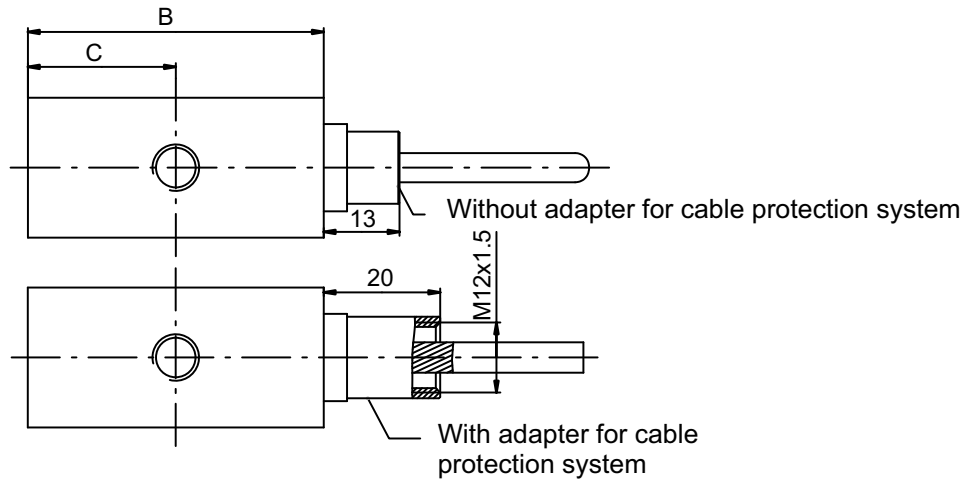 B
C
Without adapter for cable protection system
13
M12x1.5
20
With adapter for cable
protection system